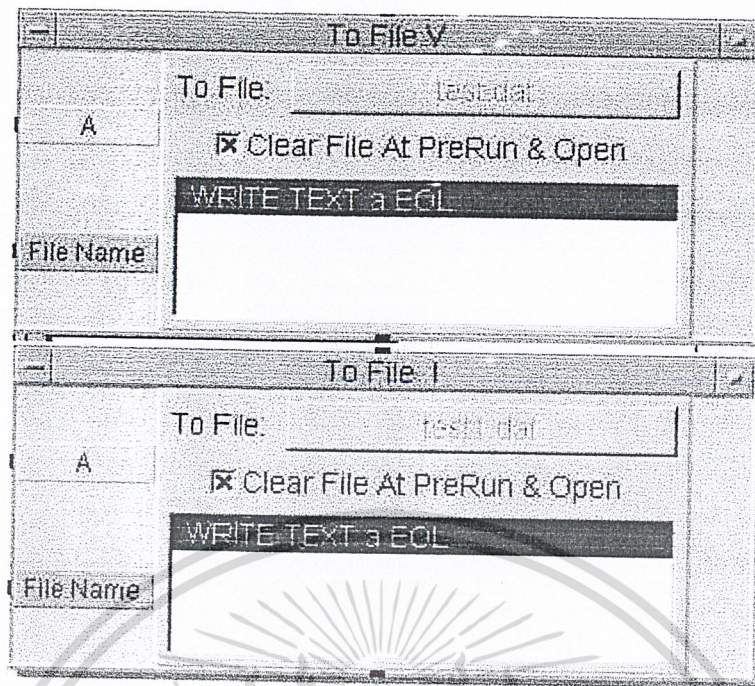 To File V
To File:
A
Clear File At PreRun & Open
WRITE TEXT a EOL
File Name
To File I
To File:
A
Clear File At PreRun & Open
WRITE TEXT a EOL
File Name